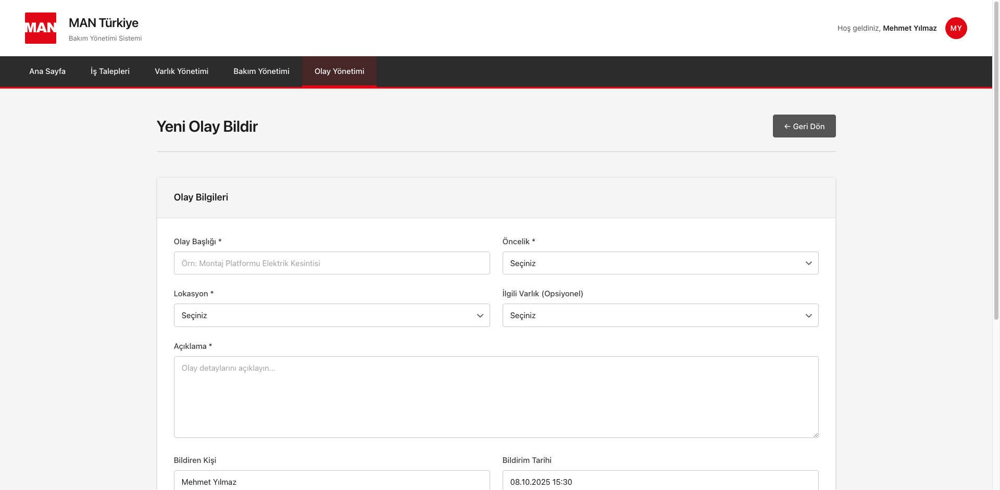 MAN
MAN Türkiye
Bakım Yönetimi Sistemi
Hoş geldiniz, Mehmet Yılmaz
MY
Ana Sayfa
İş Talepleri
Varlık Yönetimi
Bakım Yönetimi
Olay Yönetimi
Yeni Olay Bildir
← Geri Dön
Olay Bilgileri
Olay Başlığı *
Öncelik *
Örn: Montaj Platformu Elektrik Kesintisi
Seçiniz
Lokasyon *
İlgili Varlık (Opsiyonel)
Seçiniz
Seçiniz
Açıklama *
Olay detaylarını açıklayın...
Bildiren Kişi
Bildirim Tarihi
Mehmet Yılmaz
08.10.2025 15:30